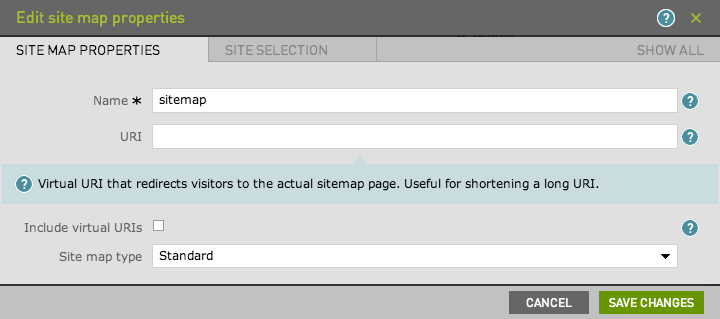 Edit site map properties ? ×
SITE MAP PROPERTIES SITE SELECTION SHOW ALL
Name * sitemap ?
URI ?
? Virtual URI that redirects visitors to the actual sitemap page. Useful for shortening a long URI.
Include virtual URIs ?
Site map type Standard
CANCEL SAVE CHANGES